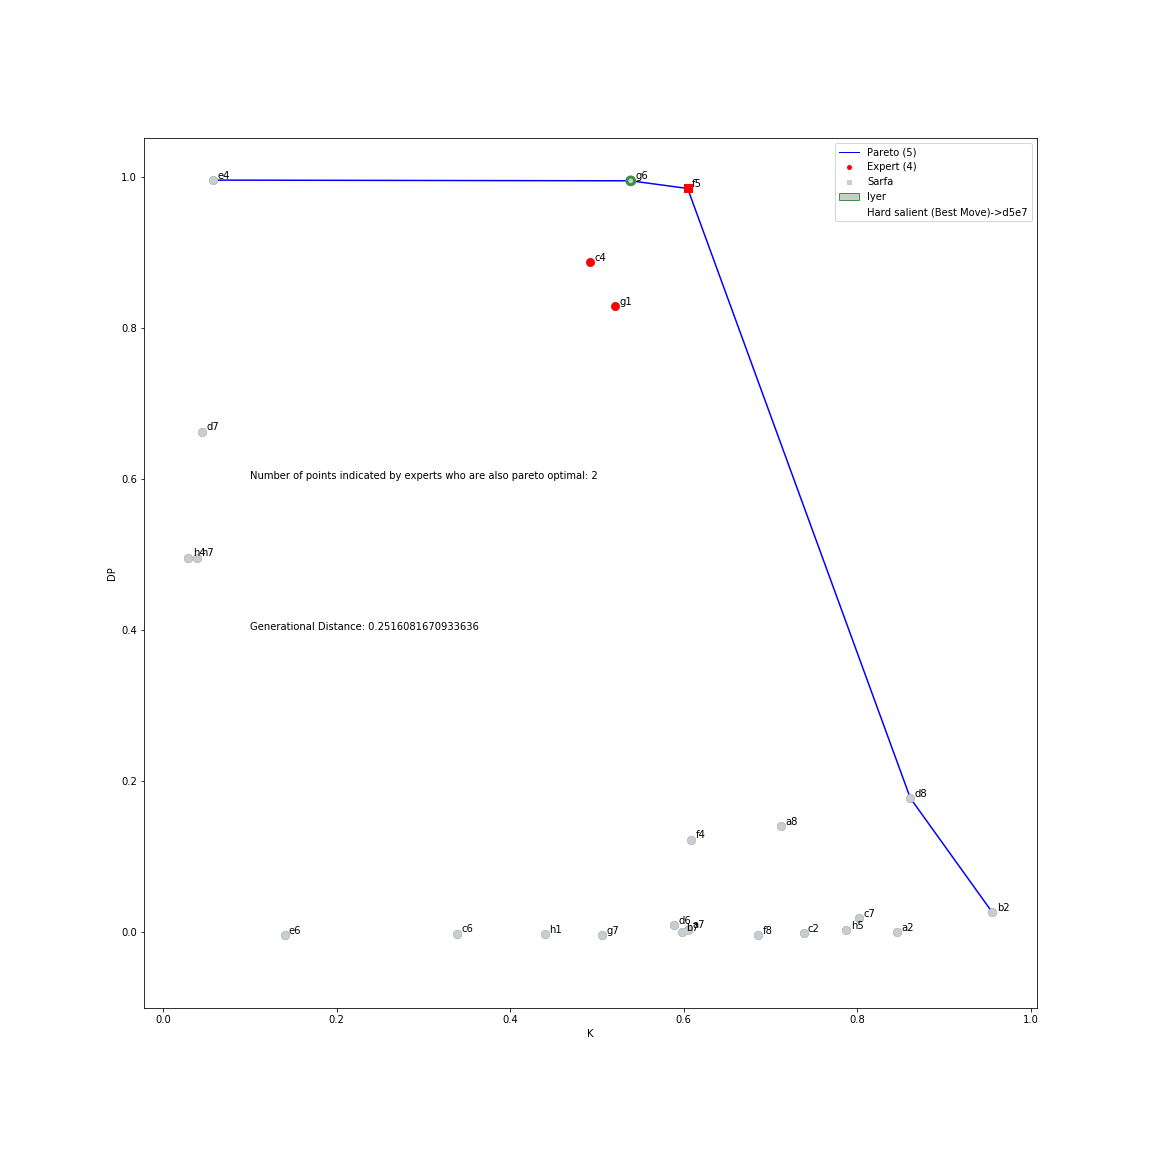 Pareto (5)
Expert (4)
Sarfa
Iyer
Hard salient (Best Move)->d5e7
1.0
0.8
0.6
0.4
0.2
0.0
DP
e4
g6
f5
c4
g1
d7
Number of points indicated by experts who are also pareto optimal: 2
h4
h7
Generational Distance: 0.2516081670933636
d8
a8
f4
b2
c7
d6
b7
h5
a2
c2
f8
g7
h1
c6
e6
0.0
0.2
0.4
0.6
0.8
1.0
K